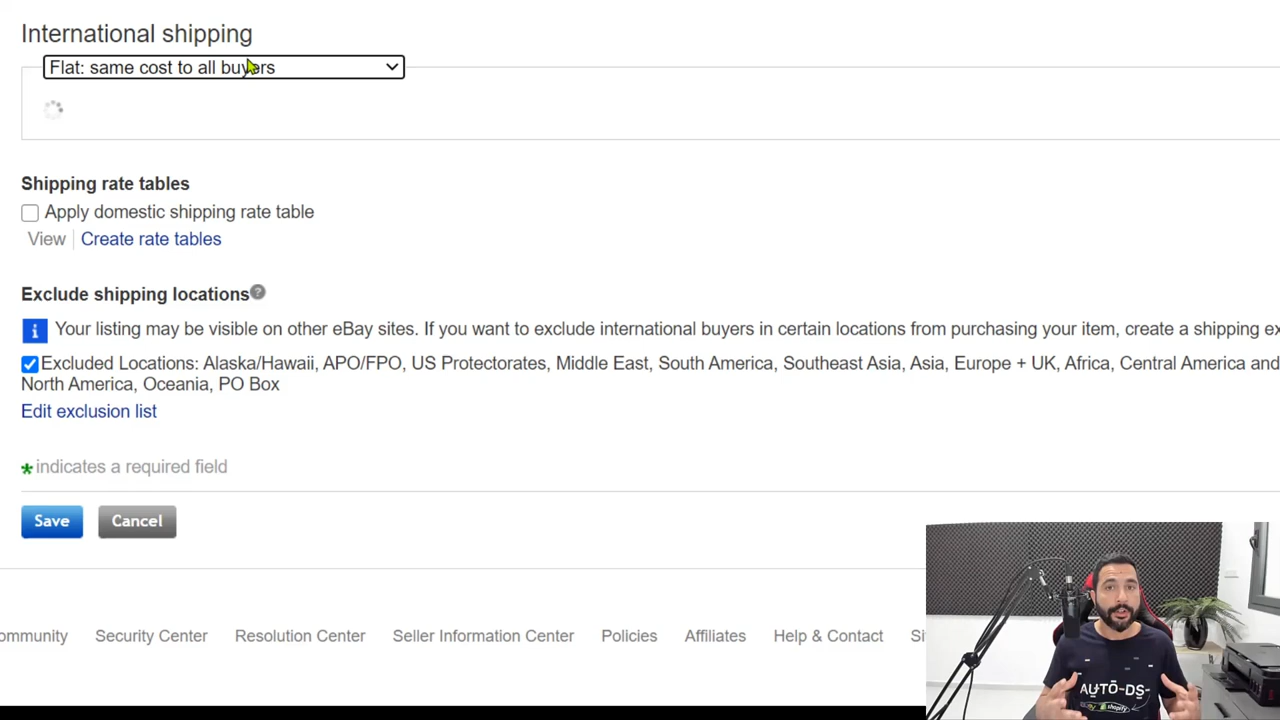 International shipping
Flat: same cost to all buyers
Shipping rate tables
Apply domestic shipping rate table
View Create rate tables
Exclude shipping locations
Your listing may be visible on other eBay sites. If you want to exclude international buyers in certain locations from purchasing your item, create a shipping ex
Excluded Locations: Alaska/Hawaii, APO/FPO, US Protectorates, Middle East, South America, Southeast Asia, Asia, Europe + UK, Africa, Central America and
North America, Oceania, PO Box
Edit exclusion list
* indicates a required field
Save Cancel
ommunity Security Center Resolution Center Seller Information Center Policies Affiliates Help & Contact Si
AUTO-DS
shopify